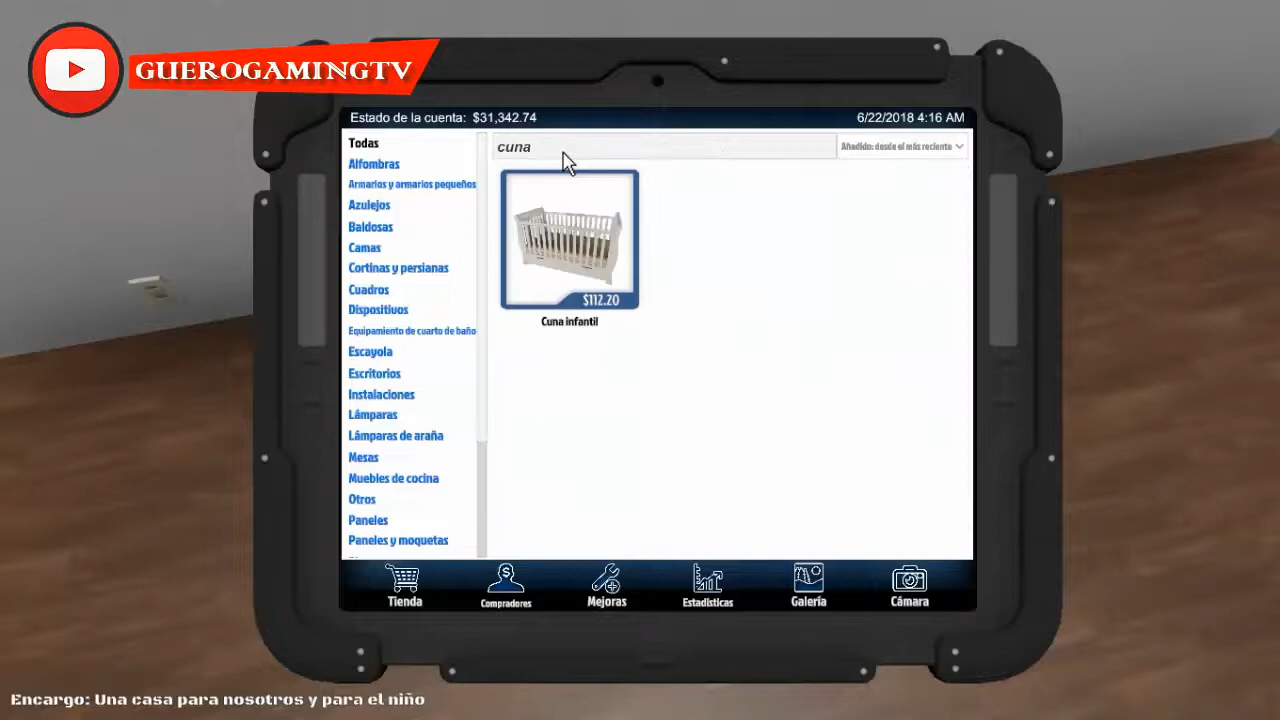 GUEROGAMINGTV
Estado de la cuenta: $31,342.74
6/22/2018 4:16 AM
Todas
Alfombras
Armarios y armarios pequeños
Azulejos
Baldosas
Camas
Cortinas y persianas
Cuadros
Dispositivos
Equipamiento de cuarto de baño
Escayola
Escritorios
Instalaciones
Lámparas
Lámparas de araña
Mesas
Muebles de cocina
Otros
Paneles
Paneles y moquetas
cuna
Añadido: desde el más reciente
$112.20
Cuna infantil
Tienda
Compradores
Mejoras
Estadísticas
Galería
Cámara
Encargo: Una casa para nosotros y para el niño